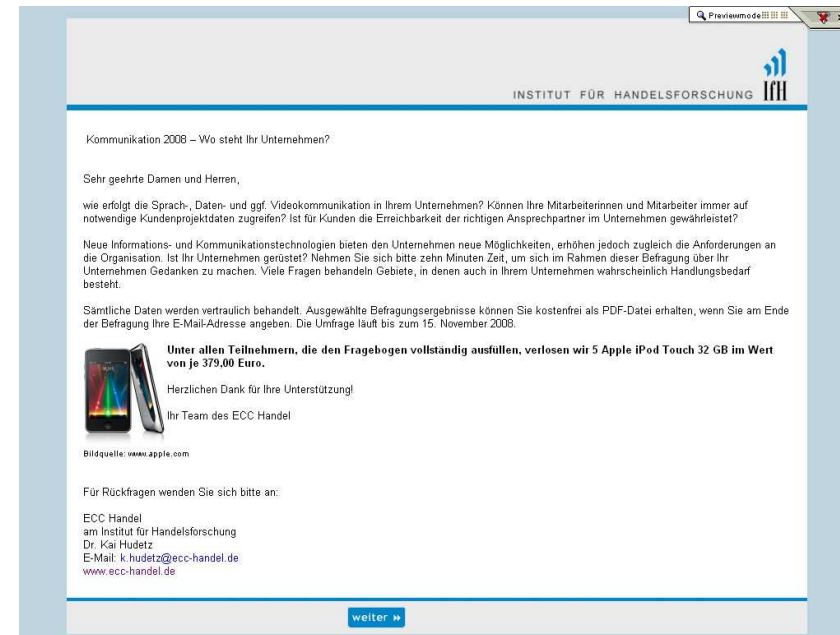 Previewmode
INSTITUT FÜR HANDELSFORSCHUNG IfH
Kommunikation 2008 – Wo steht Ihr Unternehmen?
Sehr geehrte Damen und Herren,
wie erfolgt die Sprach-, Daten- und ggf. Videokommunikation in Ihrem Unternehmen? Können Ihre Mitarbeiterinnen und Mitarbeiter immer auf
notwendige Kundenprojektdaten zugreifen? Ist für Kunden die Erreichbarkeit der richtigen Ansprechpartner im Unternehmen gewährleistet?
Neue Informations- und Kommunikationstechnologien bieten den Unternehmen neue Möglichkeiten, erhöhen jedoch zugleich die Anforderungen an
die Organisation. Ist Ihr Unternehmen gerüstet? Nehmen Sie sich bitte zehn Minuten Zeit, um sich im Rahmen dieser Befragung über Ihr
Unternehmen Gedanken zu machen. Viele Fragen behandeln Gebiete, in denen auch in Ihrem Unternehmen wahrscheinlich Handlungsbedarf
besteht.
Sämtliche Daten werden vertraulich behandelt. Ausgewählte Befragungsergebnisse können Sie kostenfrei als PDF-Datei erhalten, wenn Sie am Ende
der Befragung Ihre E-Mail-Adresse angeben. Die Umfrage läuft bis zum 15. November 2008.
Unter allen Teilnehmern, die den Fragebogen vollständig ausfüllen, verlosen wir 5 Apple iPod Touch 32 GB im Wert
von je 379,00 Euro.
Herzlichen Dank für Ihre Unterstützung!
Ihr Team des ECC Handel
Bildquelle: www.apple.com
Für Rückfragen wenden Sie sich bitte an:
ECC Handel
am Institut für Handelsforschung
Dr. Kai Hudetz
E-Mail: k.hudetz@ecc-handel.de
www.ecc-handel.de
weiter »